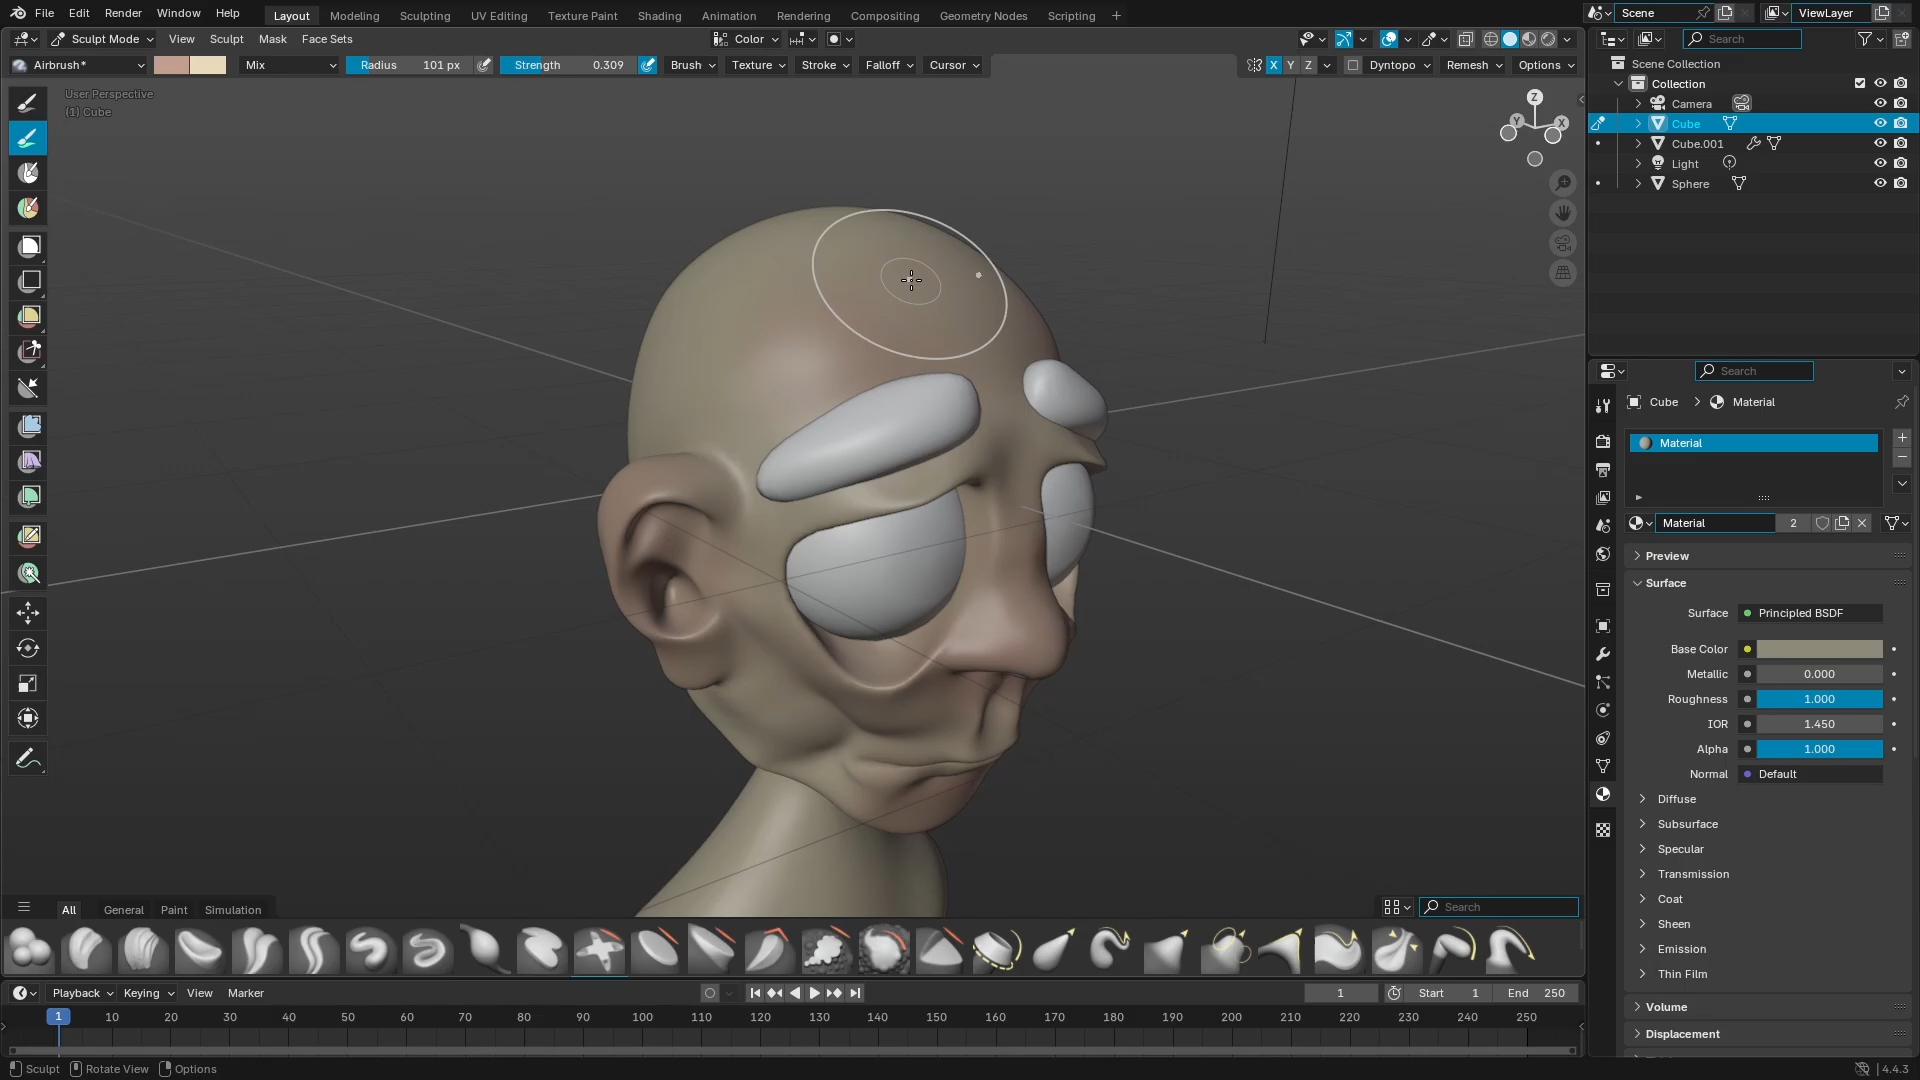 File Edit Render Window Help Layout Modeling Sculpting UV Editing Texture Paint Shading Animation Rendering Compositing Geometry Nodes Scripting + Scene ViewLayer
Sculpt Mode View Sculpt Mask Face Sets Color Search
Airbrush* Mix Radius 101 px Strength 0.309 Brush Texture Stroke Falloff Cursor X Y Z Dyntopo Remesh Options
User Perspective
(1) Cube
Z
Y X
Scene Collection
Collection
Camera
Cube
Cube.001
Light
Sphere
Search
Cube > Material
Material
Material 2
Preview
Surface
Surface Principled BSDF
Base Color
Metallic 0.000
Roughness 1.000
IOR 1.450
Alpha 1.000
Normal Default
Diffuse
Subsurface
Specular
Transmission
Coat
Sheen
Emission
Thin Film
Volume
Displacement
All General Paint Simulation Search
Playback Keying View Marker 1 Start 1 End 250
1 10 20 30 40 50 60 70 80 90 100 110 120 130 140 150 160 170 180 190 200 210 220 230 240 250
Sculpt Rotate View Options 4.4.3